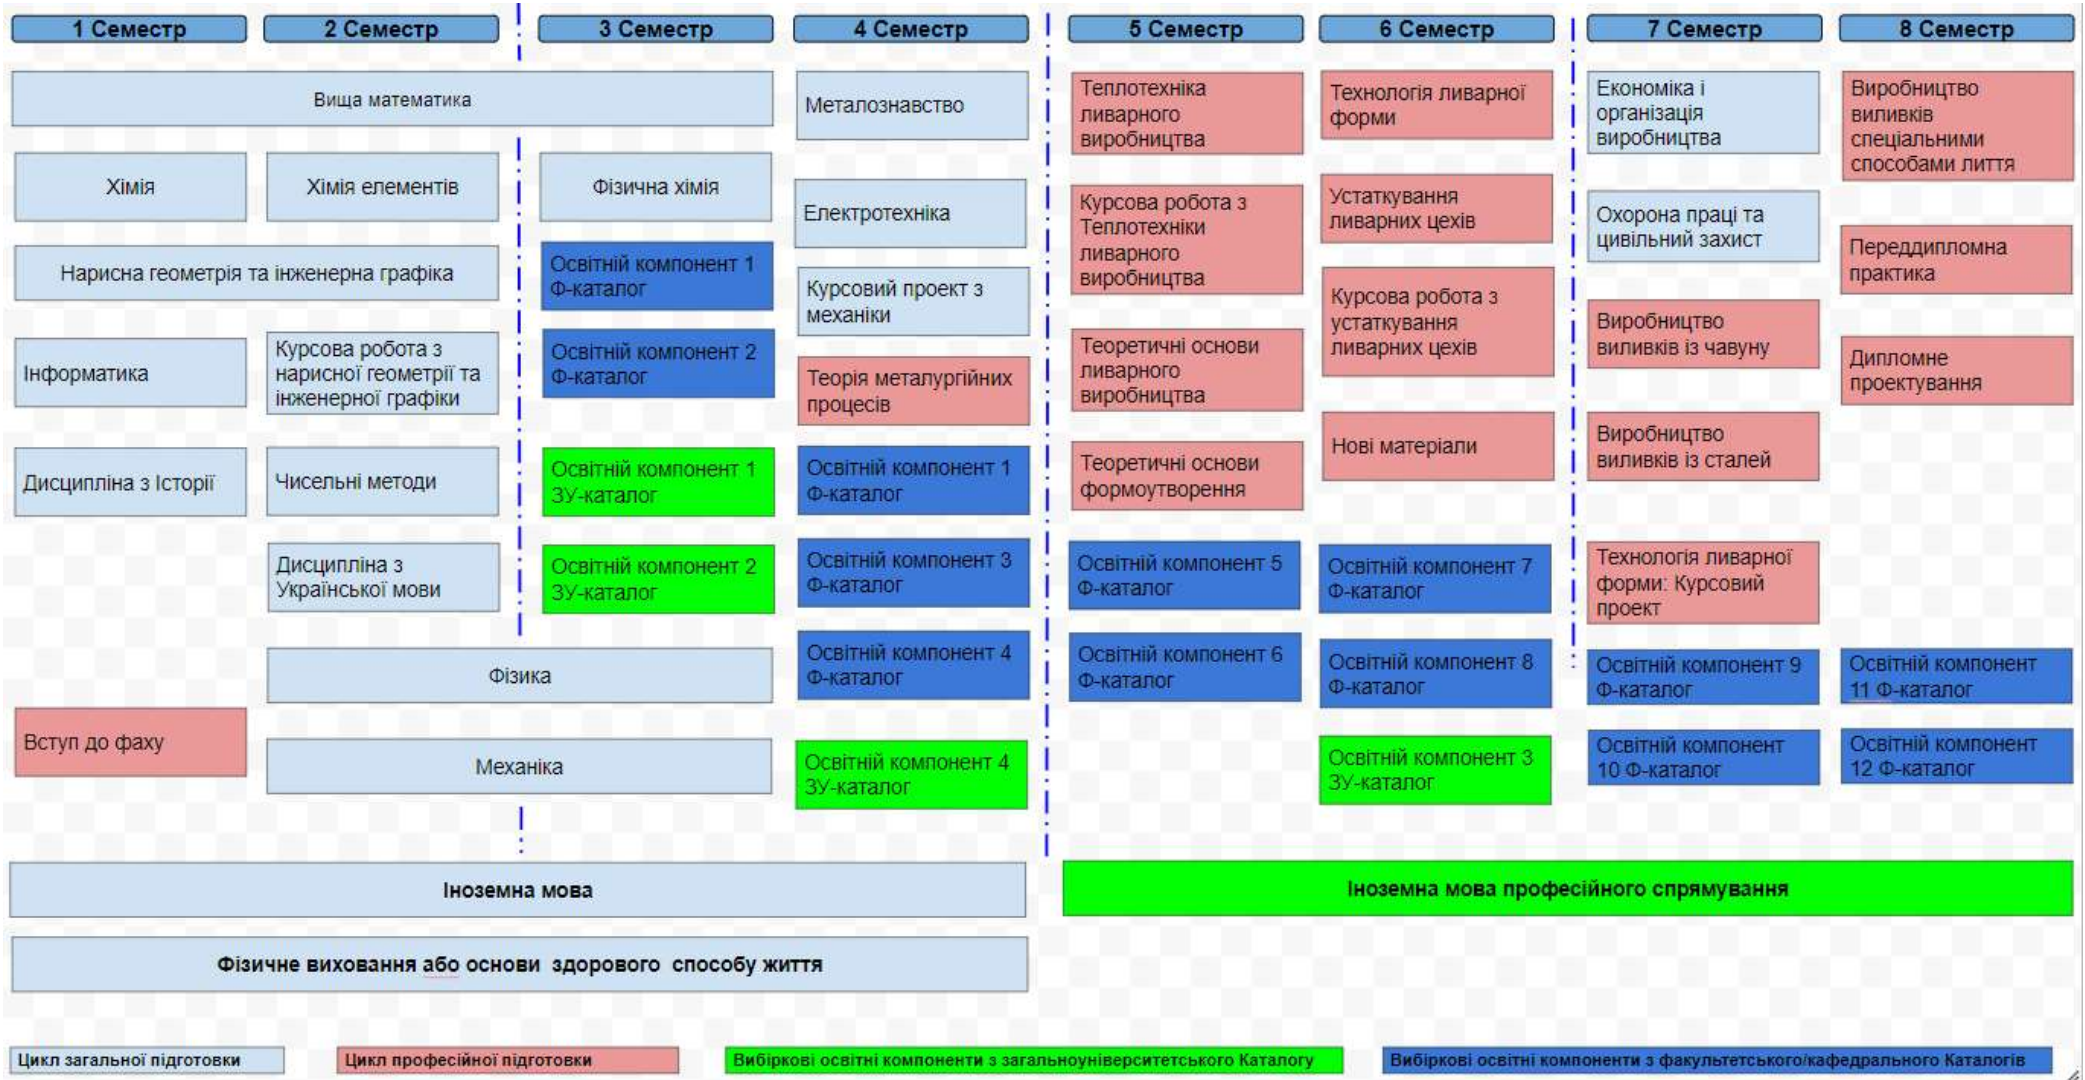 1 Семестр
2 Семестр
3 Семестр
4 Семестр
5 Семестр
6 Семестр
7 Семестр
8 Семестр
Вища математика
Металознавство
Теплотехніка
ливарного
виробництва
Технологія ливарної
форми
Економіка і
організація
виробництва
Виробництво
виливків
спеціальними
способами лиття
Хімія
Хімія елементів
Фізична хімія
Електротехніка
Курсова робота з
Теплотехніки
ливарного
виробництва
Устаткування
ливарних цехів
Охорона праці та
цивільний захист
Переддипломна
практика
Нарисна геометрія та інженерна графіка
Освітній компонент 1
Ф-каталог
Курсовий проект з
механіки
Курсова робота з
устаткування
ливарних цехів
Виробництво
виливків із чавуну
Інформатика
Курсова робота з
нарисної геометрії та
інженерної графіки
Освітній компонент 2
Ф-каталог
Теорія металургійних
процесів
Теоретичні основи
ливарного
виробництва
Дипломне
проектування
Дисципліна з Історії
Чисельні методи
Освітній компонент 1
ЗУ-каталог
Освітній компонент 1
Ф-каталог
Теоретичні основи
формоутворення
Нові матеріали
Виробництво
виливків із сталей
Дисципліна з
Української мови
Освітній компонент 2
ЗУ-каталог
Освітній компонент 3
Ф-каталог
Освітній компонент 5
Ф-каталог
Освітній компонент 7
Ф-каталог
Технологія ливарної
форми: Курсовий
проект
Фізика
Освітній компонент 4
Ф-каталог
Освітній компонент 6
Ф-каталог
Освітній компонент 8
Ф-каталог
Освітній компонент 9
Ф-каталог
Освітній компонент
11 Ф-каталог
Вступ до фаху
Механіка
Освітній компонент 4
ЗУ-каталог
Освітній компонент 3
ЗУ-каталог
Освітній компонент
10 Ф-каталог
Освітній компонент
12 Ф-каталог
Іноземна мова
Іноземна мова професійного спрямування
Фізичне виховання або основи здорового способу життя
Цикл загальної підготовки
Цикл професійної підготовки
Вибіркові освітні компоненти з загальноуніверситетського Каталогу
Вибіркові освітні компоненти з факультетського/кафедрального Каталогів